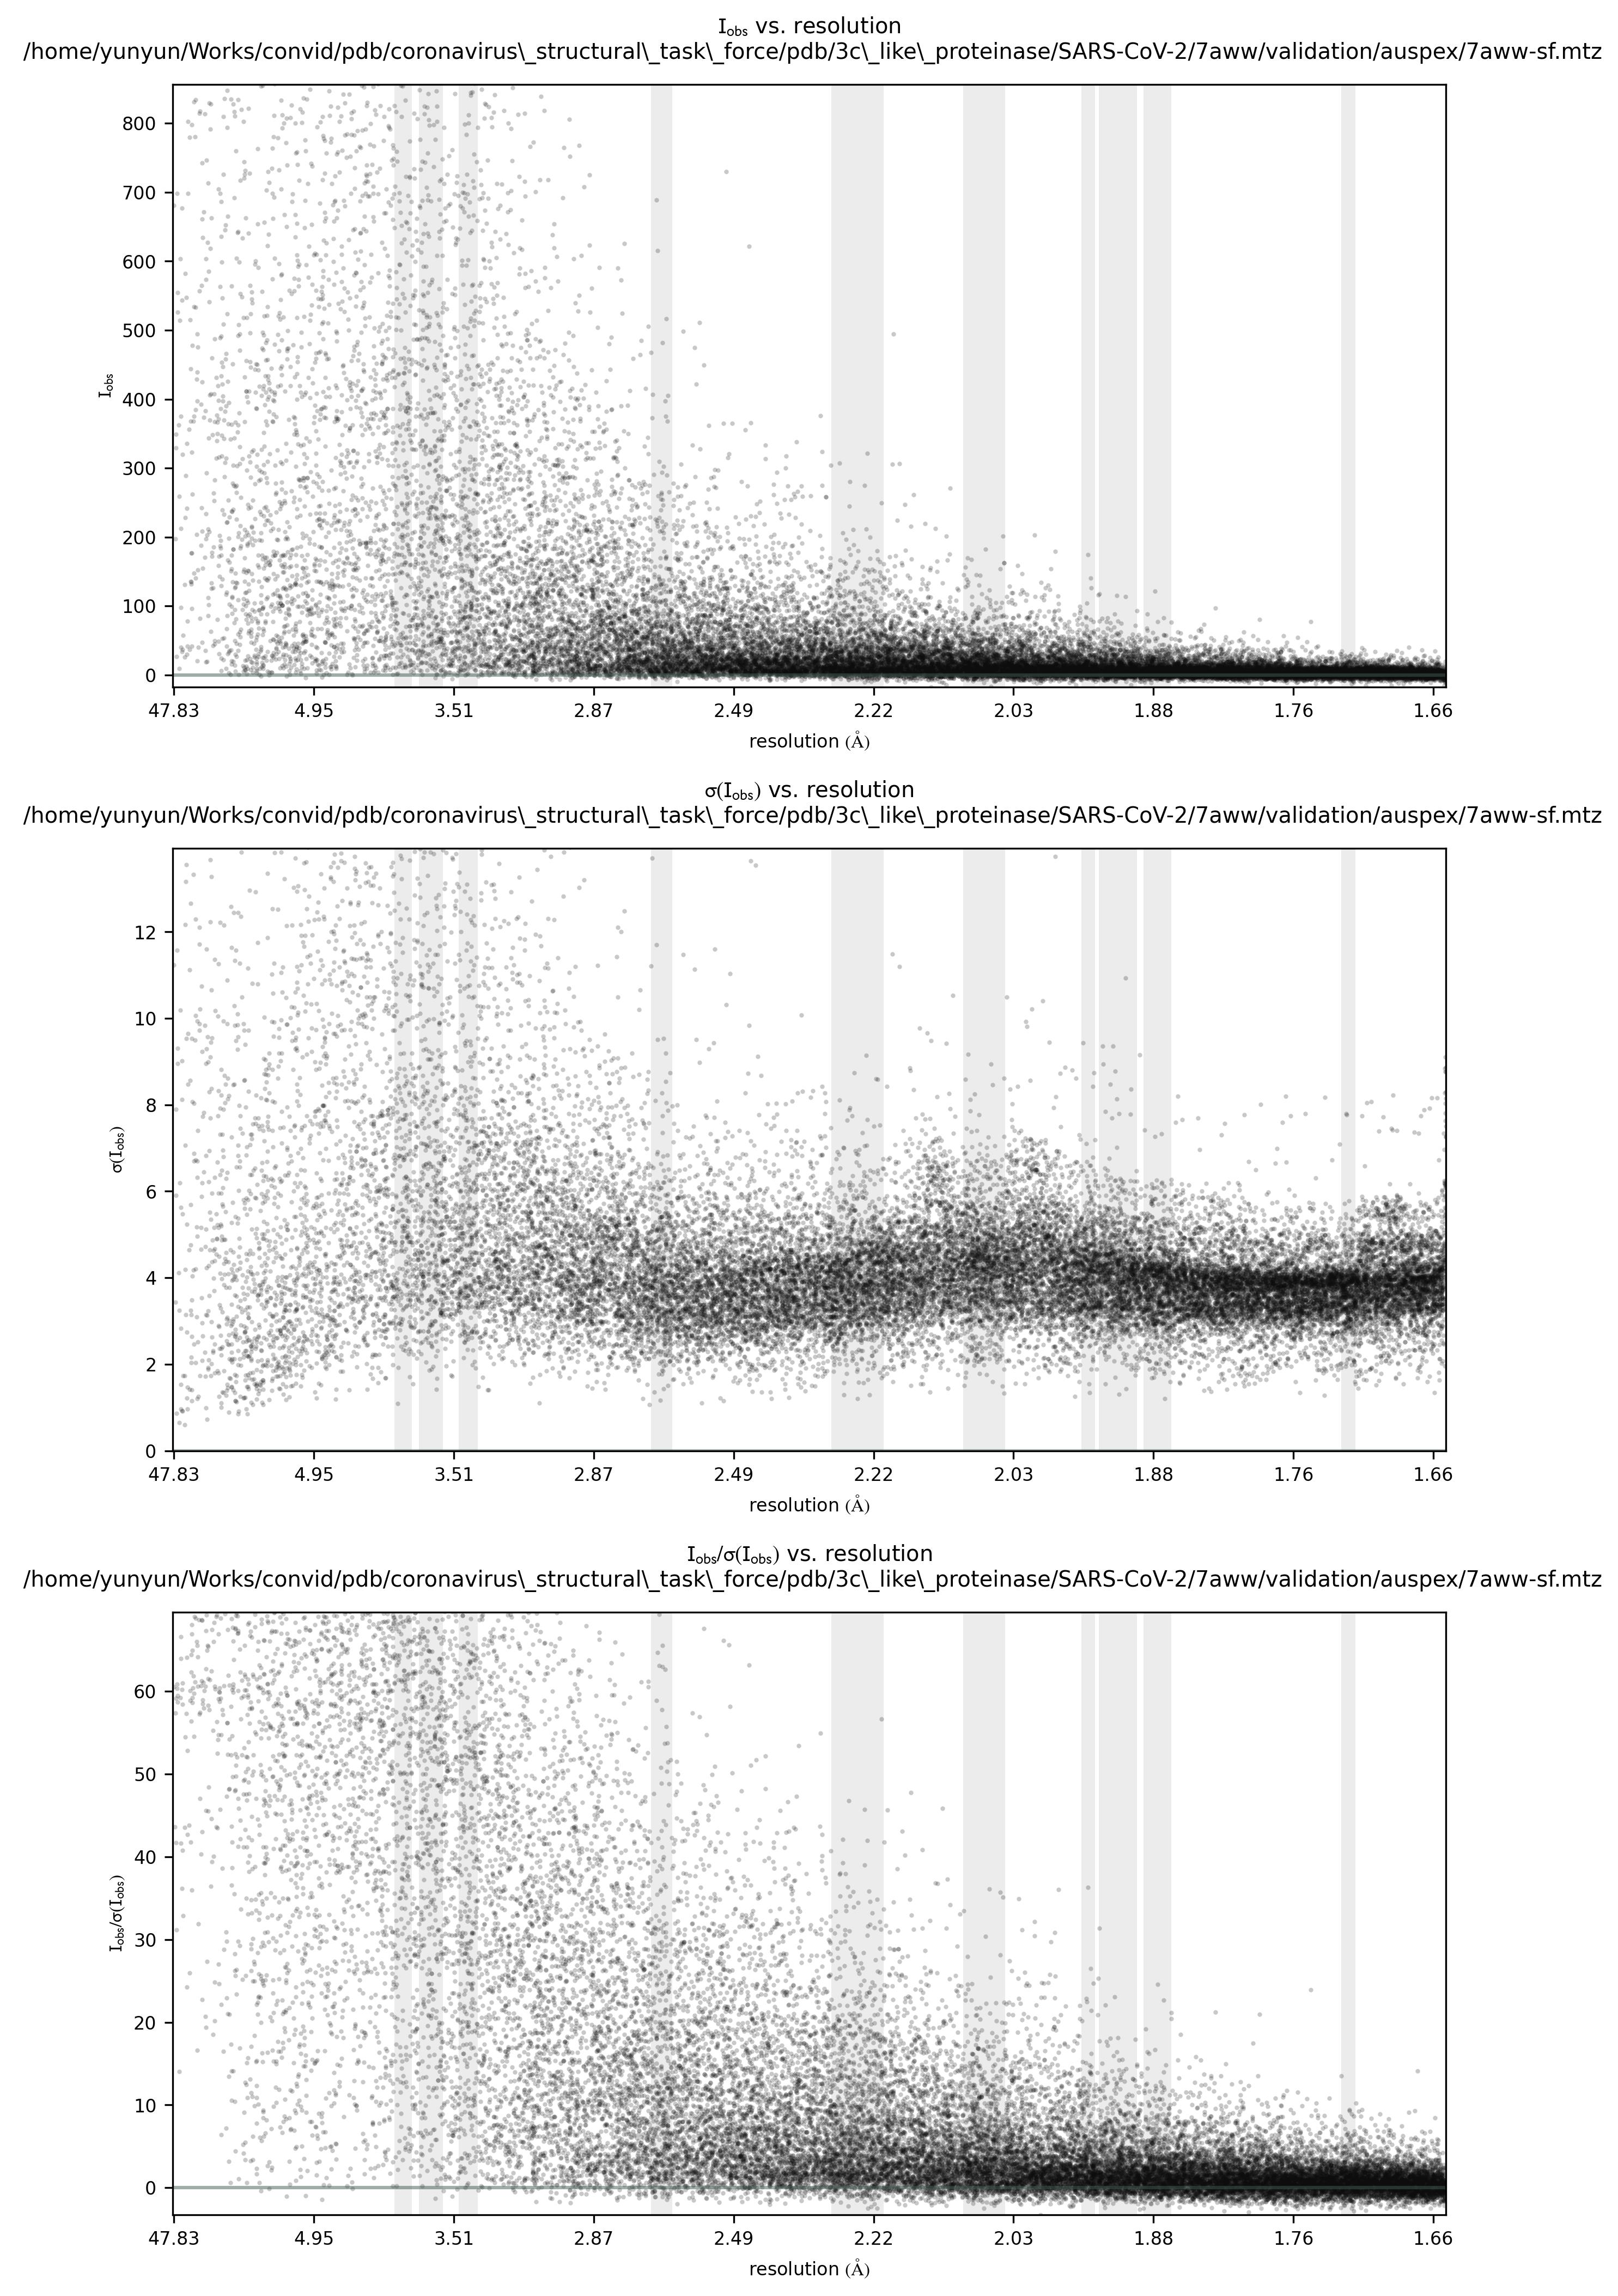 I_obs vs. resolution
/home/yunyun/Works/convid/pdb/coronavirus\_structural\_task\_force/pdb/3c\_like\_proteinase/SARS-CoV-2/7aww/validation/auspex/7aww-sf.mtz
800
700
600
500
400
300
200
100
0
I_obs
47.83 4.95 3.51 2.87 2.49 2.22 2.03 1.88 1.76 1.66
resolution (Å)
σ(I_obs) vs. resolution
/home/yunyun/Works/convid/pdb/coronavirus\_structural\_task\_force/pdb/3c\_like\_proteinase/SARS-CoV-2/7aww/validation/auspex/7aww-sf.mtz
12
10
8
6
4
2
0
σ(I_obs)
47.83 4.95 3.51 2.87 2.49 2.22 2.03 1.88 1.76 1.66
resolution (Å)
I_obs/σ(I_obs) vs. resolution
/home/yunyun/Works/convid/pdb/coronavirus\_structural\_task\_force/pdb/3c\_like\_proteinase/SARS-CoV-2/7aww/validation/auspex/7aww-sf.mtz
60
50
40
30
20
10
0
I_obs/σ(I_obs)
47.83 4.95 3.51 2.87 2.49 2.22 2.03 1.88 1.76 1.66
resolution (Å)